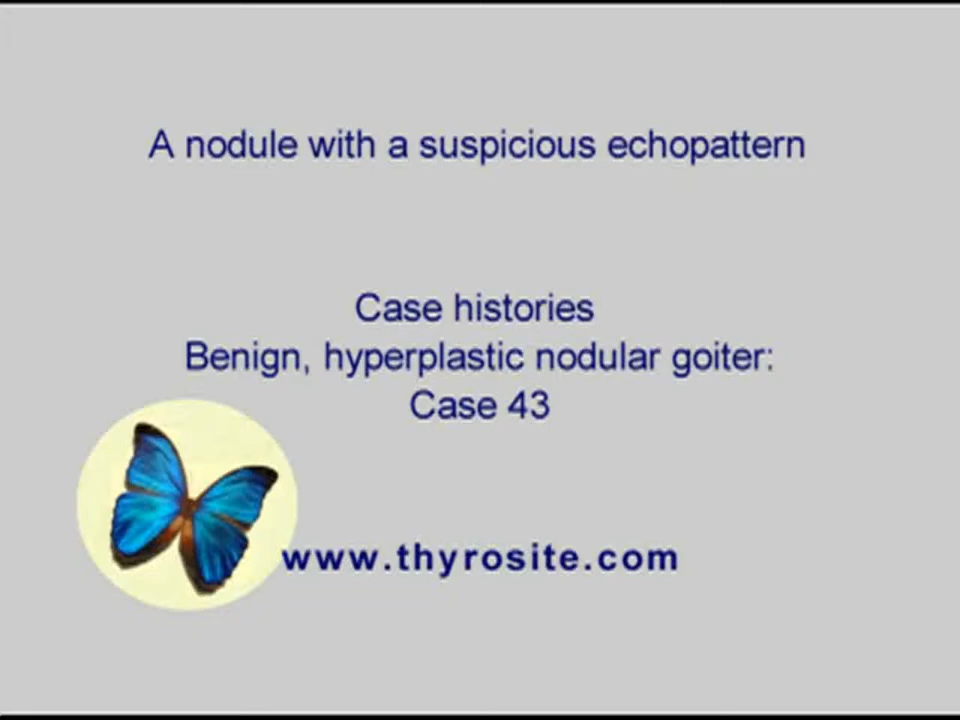 A nodule with a suspicious echopattern
Case histories
Benign, hyperplastic nodular goiter:
Case 43
www.thyrosite.com